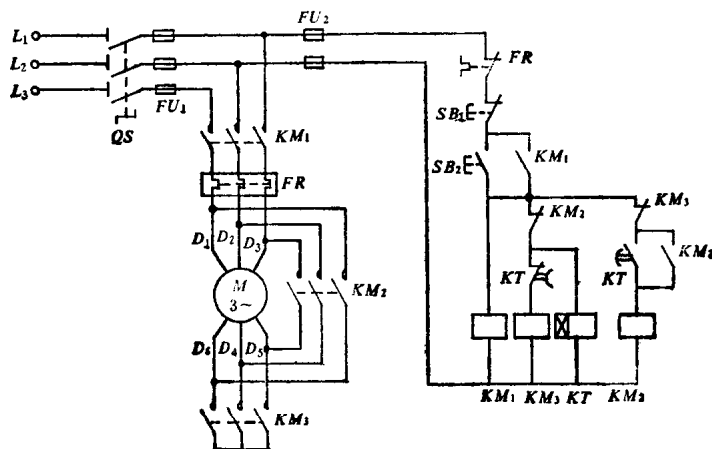 L₁
FU₂
L₂
FR
L₃
FU₁
SB₁
QS
KM₁
KM₁
SB₂
FR
KM₂
KM₃
D₁ D₂ D₃
KM₂
KT
KT
M
KM₂
3~
D₆ D₄ D₅
KM₁ KM₃ KT KM₂
KM₃